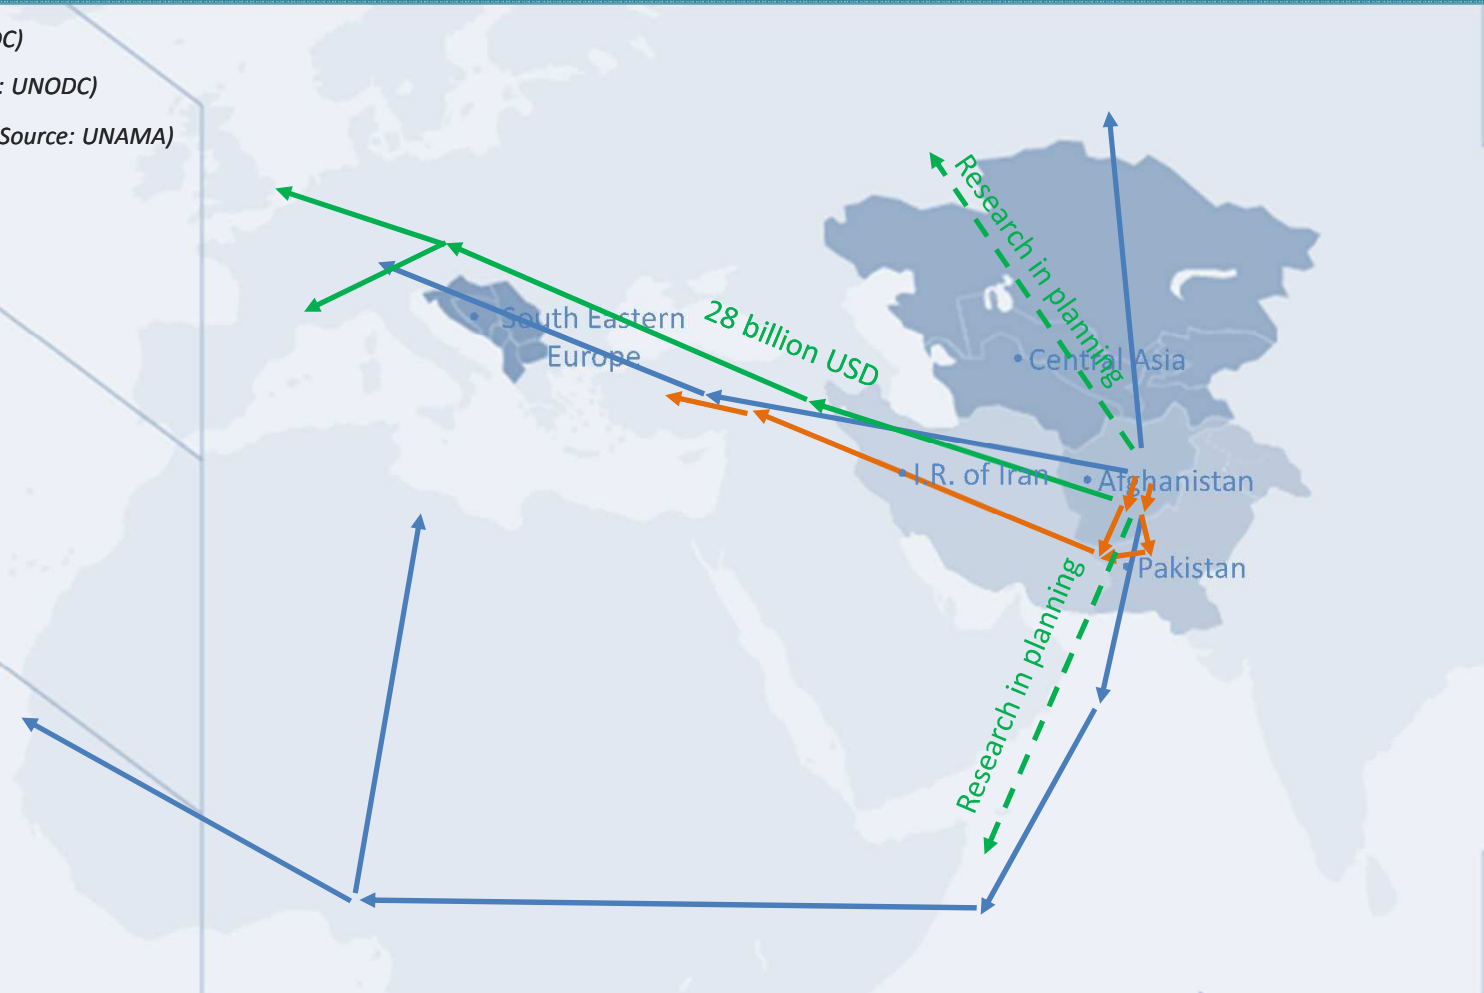 OC)
: UNODC)
Source: UNAMA)
Research in planning
28 billion USD
South Eastern
Europe
Central Asia
I.R. of Iran
Afghanistan
Pakistan
Research in planning